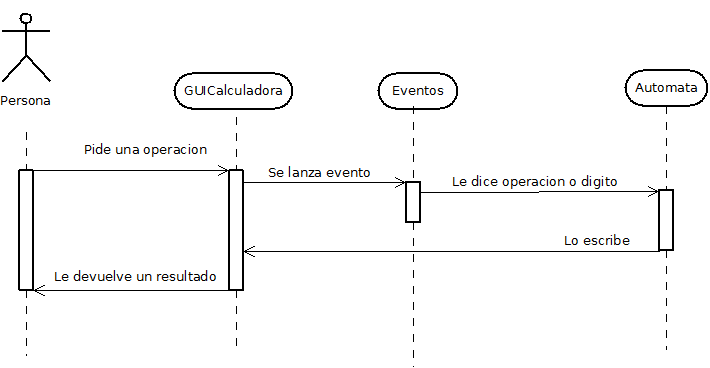 Persona
GUICalculadora
Eventos
Automata
Pide una operacion
Se lanza evento
Le dice operacion o digito
Lo escribe
Le devuelve un resultado